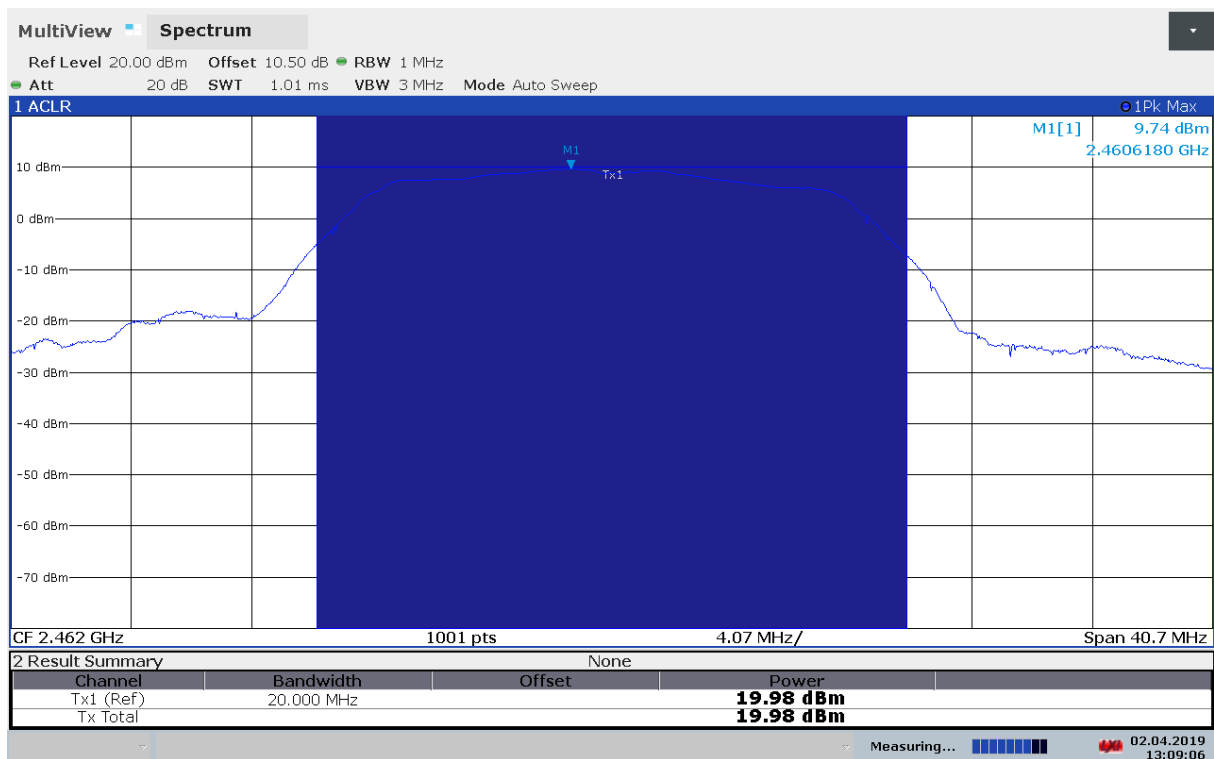 MultiView Spectrum
Ref Level 20.00 dBm Offset 10.50 dB RBW 1 MHz
Att 20 dB SWT 1.01 ms VBW 3 MHz Mode Auto Sweep
1 ACLR 1Pk Max
M1[1] 9.74 dBm
2.4606180 GHz
M1
Tx1
10 dBm
0 dBm
-10 dBm
-20 dBm
-30 dBm
-40 dBm
-50 dBm
-60 dBm
-70 dBm
CF 2.462 GHz 1001 pts 4.07 MHz/ Span 40.7 MHz
2 Result Summary None
Channel Bandwidth Offset Power
Tx1 (Ref) 20.000 MHz 19.98 dBm
Tx Total 19.98 dBm
Measuring... 02.04.2019
13:09:06